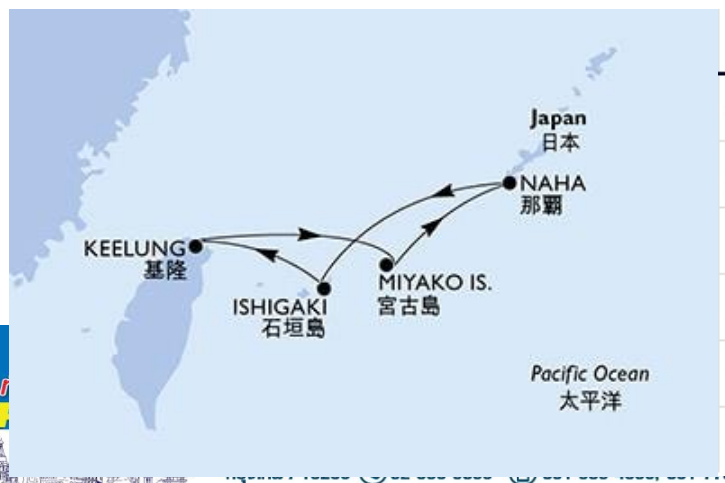 Japan
日本
NAHA
那覇
KEELUNG
基隆
MIYAKO IS.
宮古島
ISHIGAKI
石垣島
Pacific Ocean
太平洋